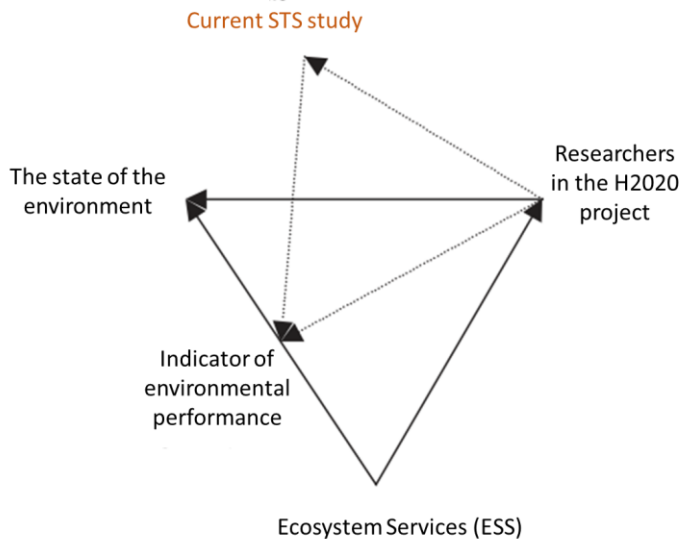 Current STS study
Researchers
in the H2020
project
The state of the
environment
Indicator of
environmental
performance
Ecosystem Services (ESS)